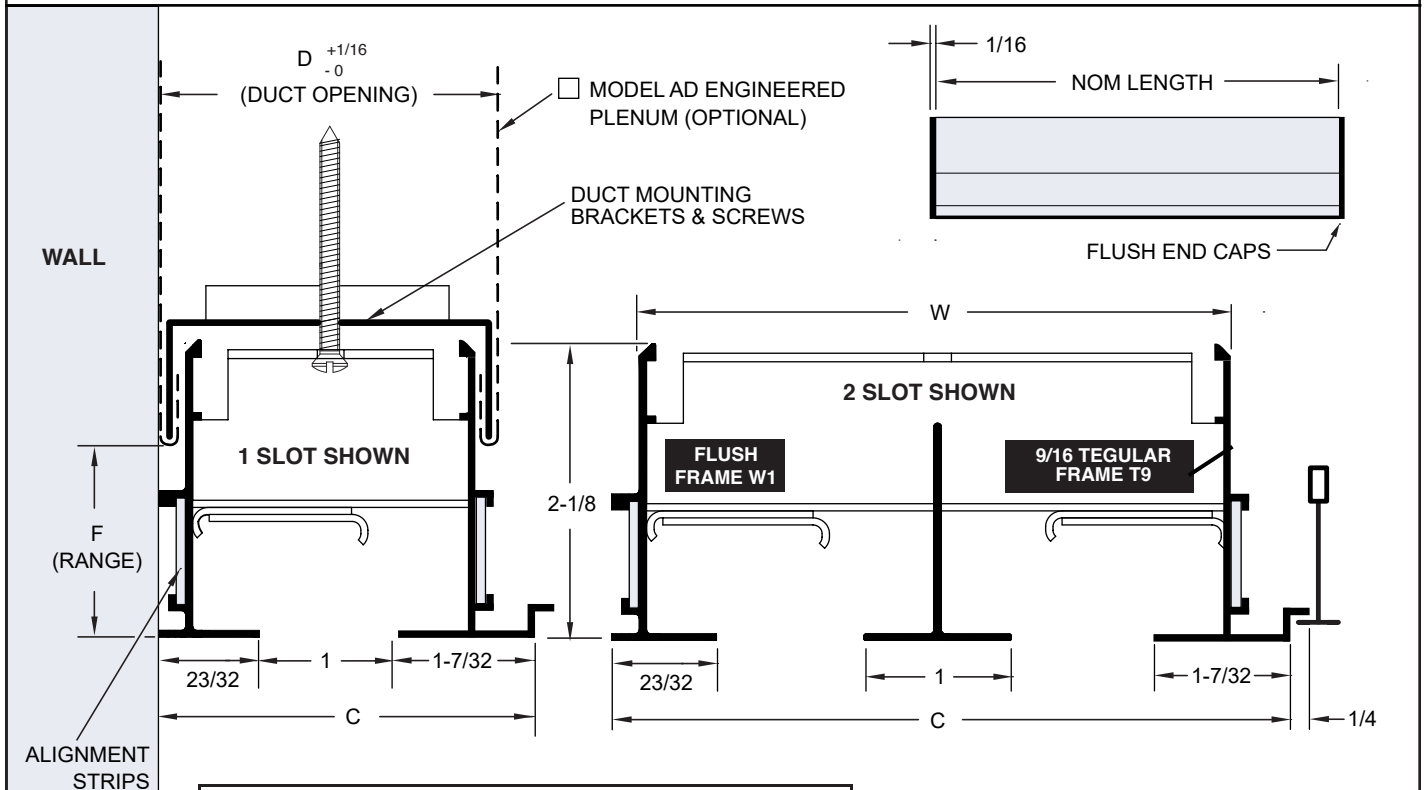 D +1/16
- 0
(DUCT OPENING)
☐ MODEL AD ENGINEERED
PLENUM (OPTIONAL)
1/16
NOM LENGTH
FLUSH END CAPS
DUCT MOUNTING
BRACKETS & SCREWS
WALL
W
1 SLOT SHOWN
2 SLOT SHOWN
FLUSH
FRAME W1
9/16 TEGULAR
FRAME T9
2-1/8
F
(RANGE)
23/32
1
1-7/32
C
23/32
1
1-7/32
C
1/4
ALIGNMENT
STRIPS